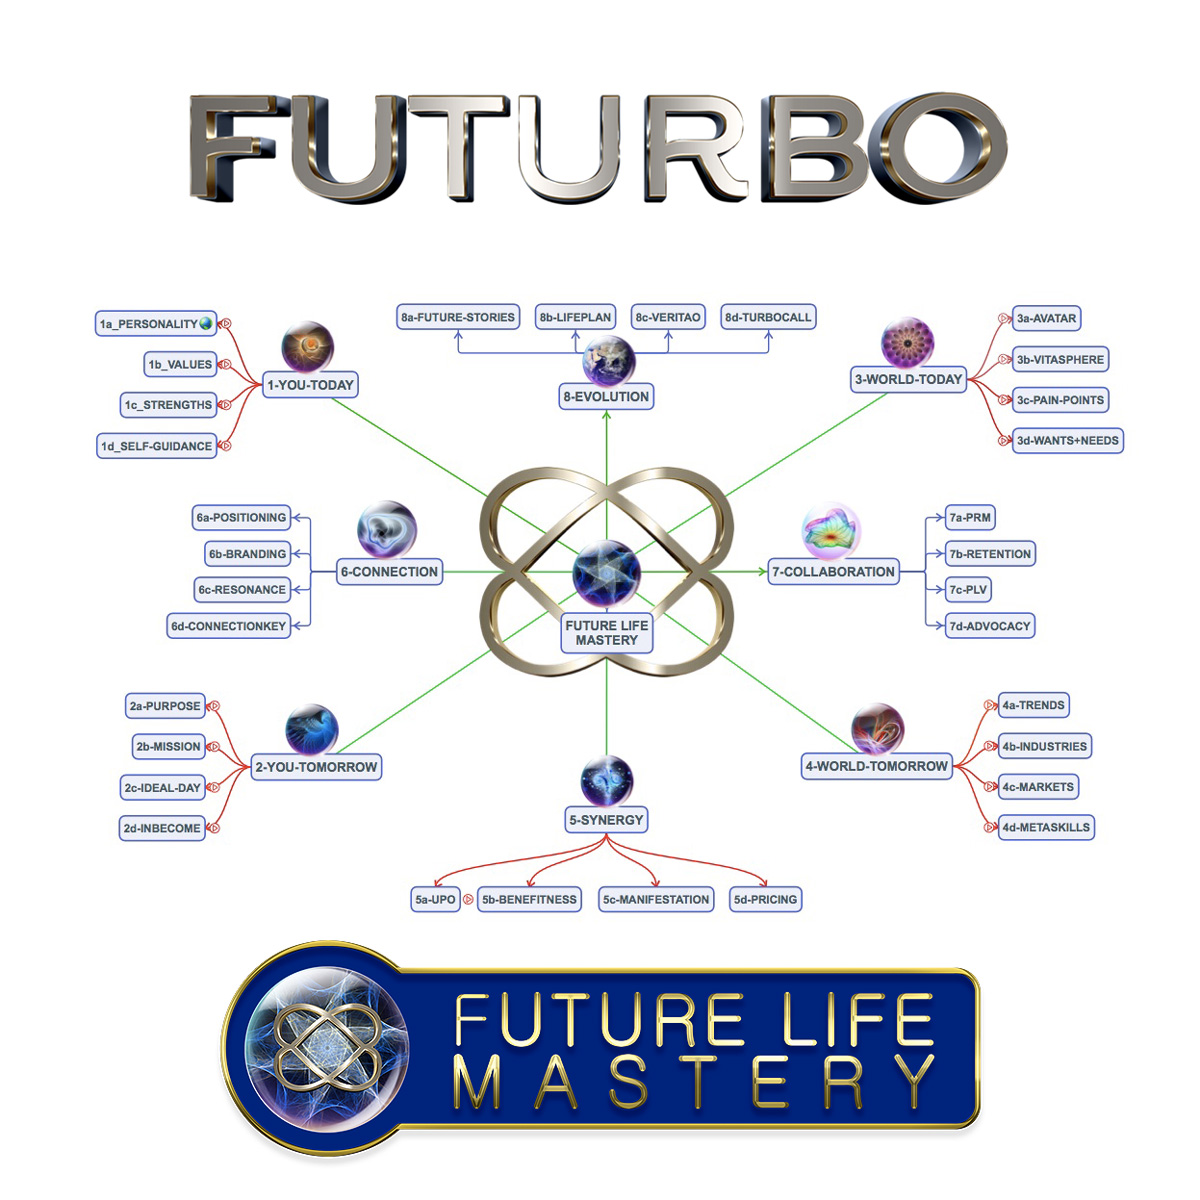 FUTURBO
1a_PERSONALITY
1b_VALUES
1c_STRENGTHS
1d_SELF-GUIDANCE
1-YOU-TODAY
8a-FUTURE-STORIES
8b-LIFEPLAN
8c-VERITAO
8d-TURBOCALL
8-EVOLUTION
3-WORLD-TODAY
3a-AVATAR
3b-VITASPHERE
3c-PAIN-POINTS
3d-WANTS+NEEDS
6a-POSITIONING
6b-BRANDING
6c-RESONANCE
6d-CONNECTIONKEY
6-CONNECTION
FUTURE LIFE
MASTERY
7-COLLABORATION
7a-PRM
7b-RETENTION
7c-PLV
7d-ADVOCACY
2a-PURPOSE
2b-MISSION
2c-IDEAL-DAY
2d-INBECOME
2-YOU-TOMORROW
5-SYNERGY
5a-UPO
5b-BENEFITNESS
5c-MANIFESTATION
5d-PRICING
4-WORLD-TOMORROW
4a-TRENDS
4b-INDUSTRIES
4c-MARKETS
4d-METASKILLS
FUTURE LIFE
MASTERY